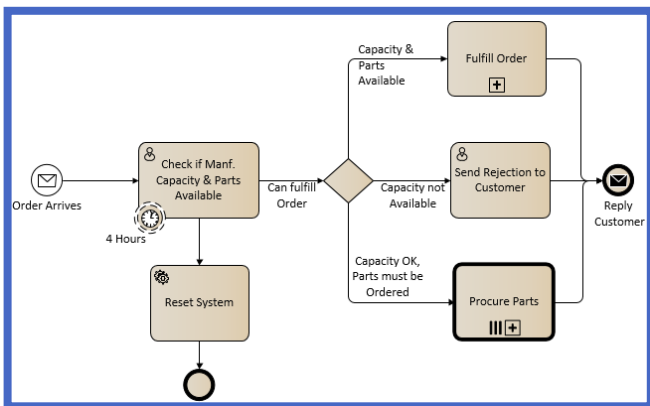 Order Arrives
Check if Manf.
Capacity & Parts
Available
4 Hours
Reset System
Can fulfill
Order
Capacity &
Parts
Available
Fulfill Order
Capacity not
Available
Send Rejection to
Customer
Capacity OK,
Parts must be
Ordered
Procure Parts
Reply
Customer